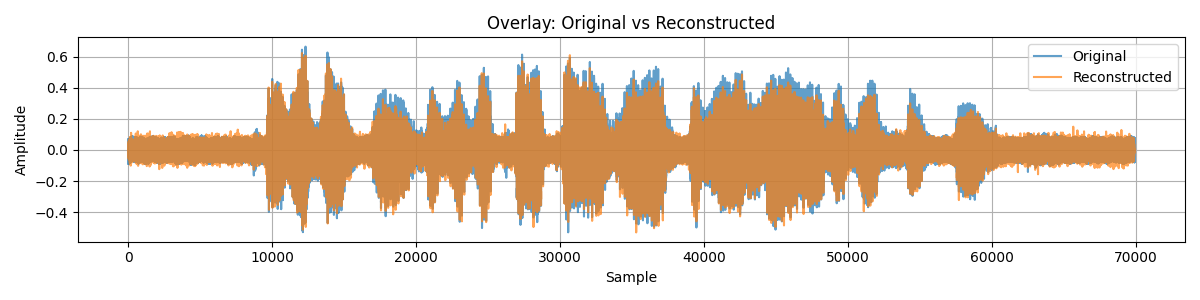 Overlay: Original vs Reconstructed
Original
Reconstructed
Amplitude
0.6
0.4
0.2
0.0
−0.2
−0.4
0 10000 20000 30000 40000 50000 60000 70000
Sample